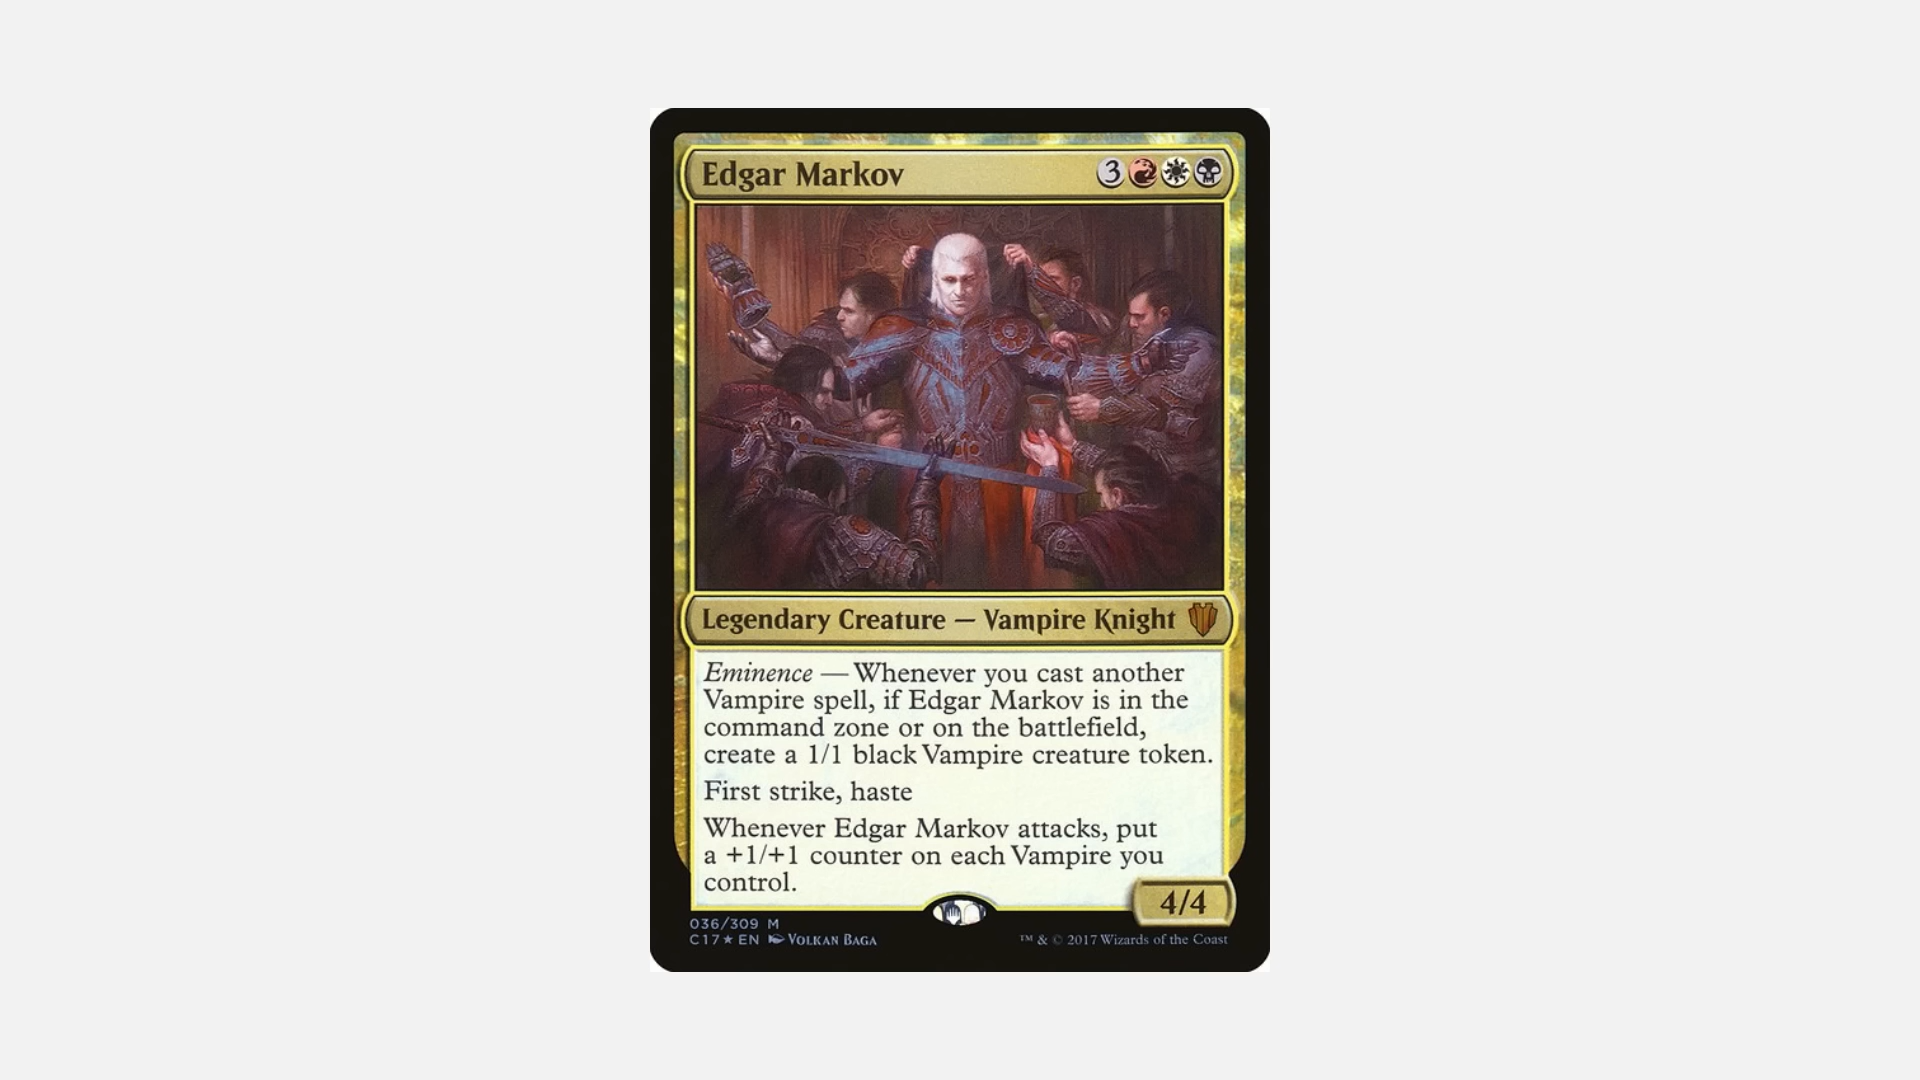 Edgar Markov 3
Legendary Creature — Vampire Knight
Eminence — Whenever you cast another
Vampire spell, if Edgar Markov is in the
command zone or on the battlefield,
create a 1/1 black Vampire creature token.
First strike, haste
Whenever Edgar Markov attacks, put
a +1/+1 counter on each Vampire you
control.
4/4
036/309 M
C17★EN VOLKAN BAGA
™ & © 2017 Wizards of the Coast